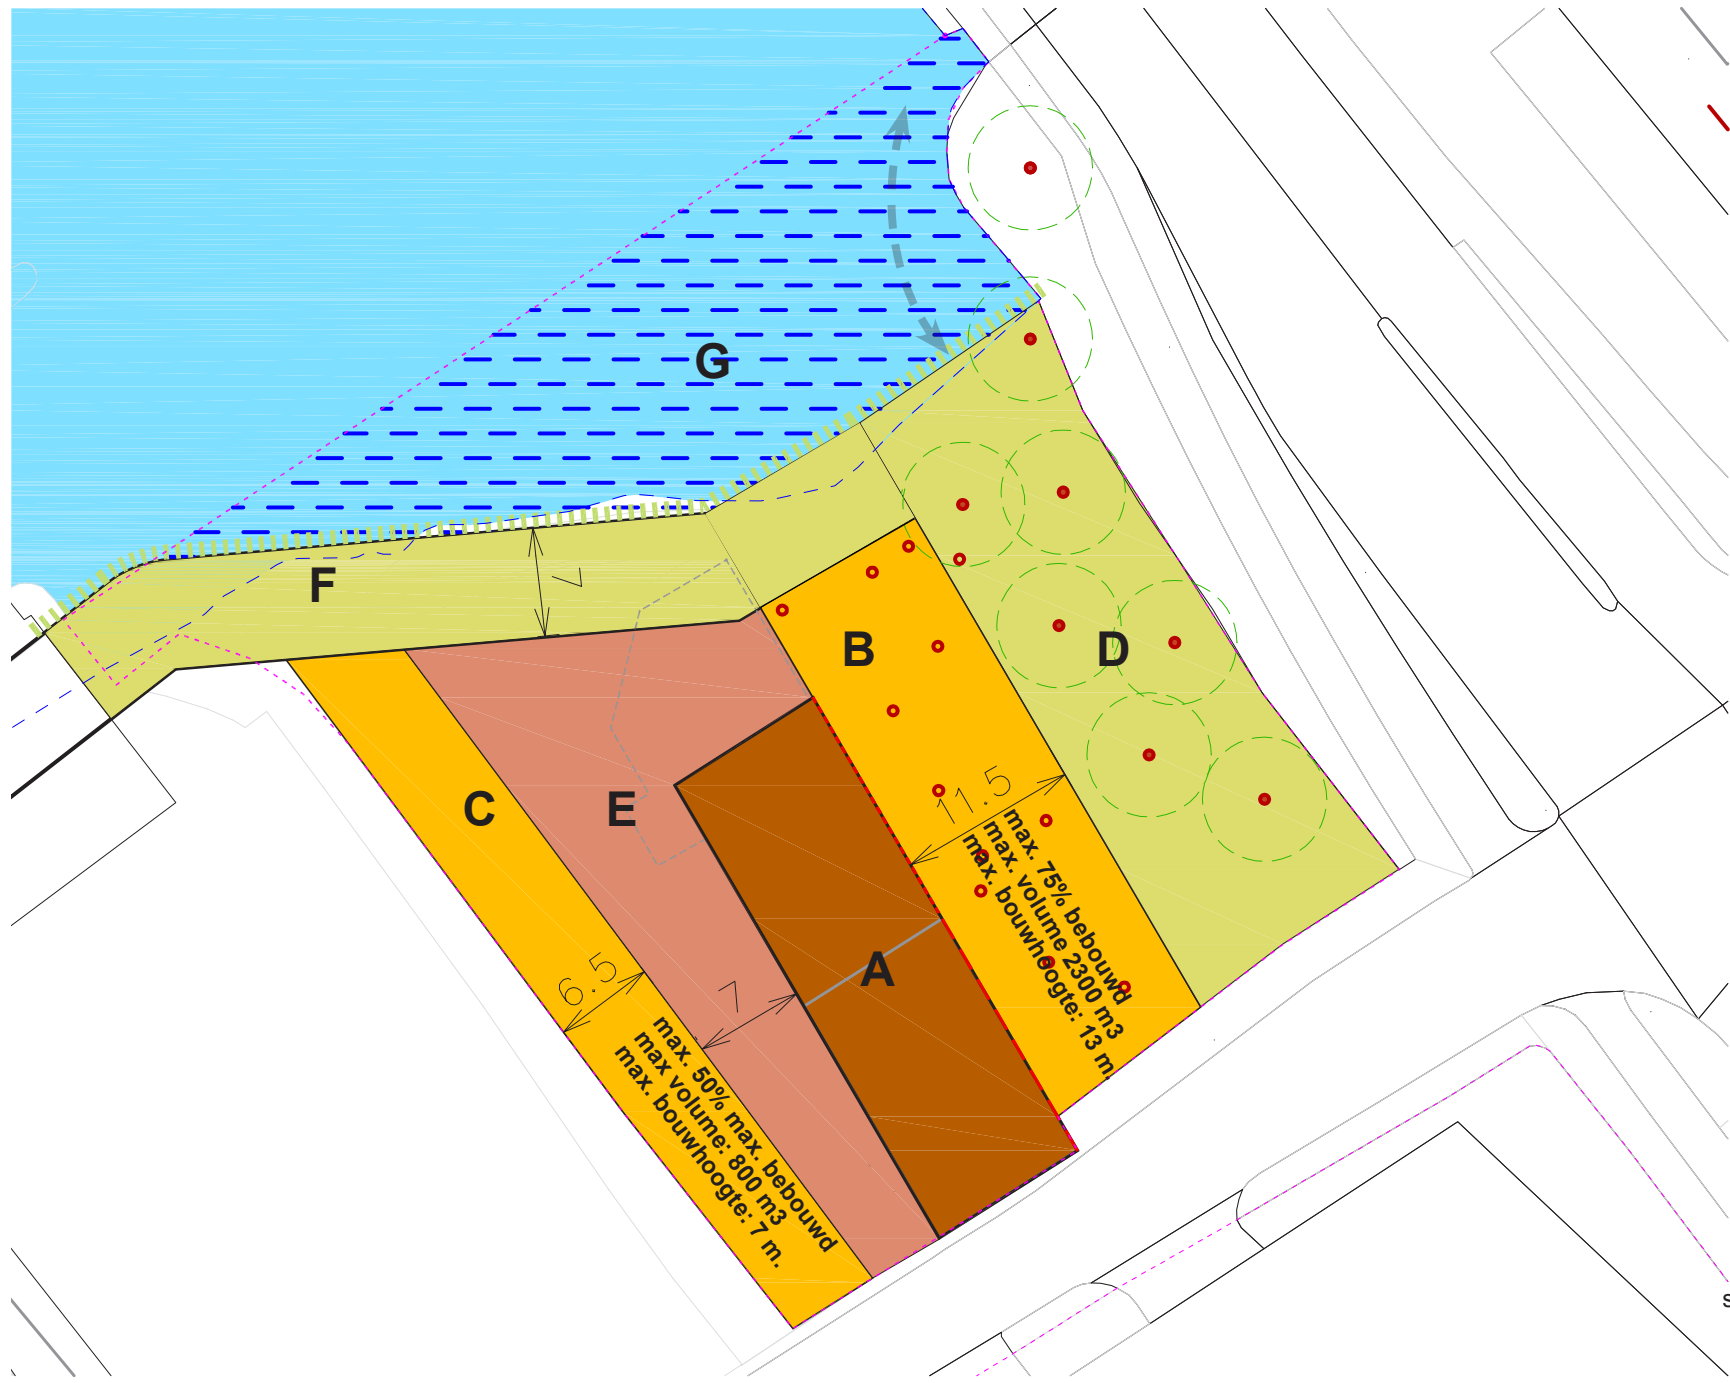 G
F
7
B
D
C
E
11.5
max. 75% bebouwd
max. volume 2300 m3
max. bouwhoogte: 13 m.
A
6.5
7
max. 50% max. bebouwd
max volume: 800 m3
max. bouwhoogte: 7 m.
s